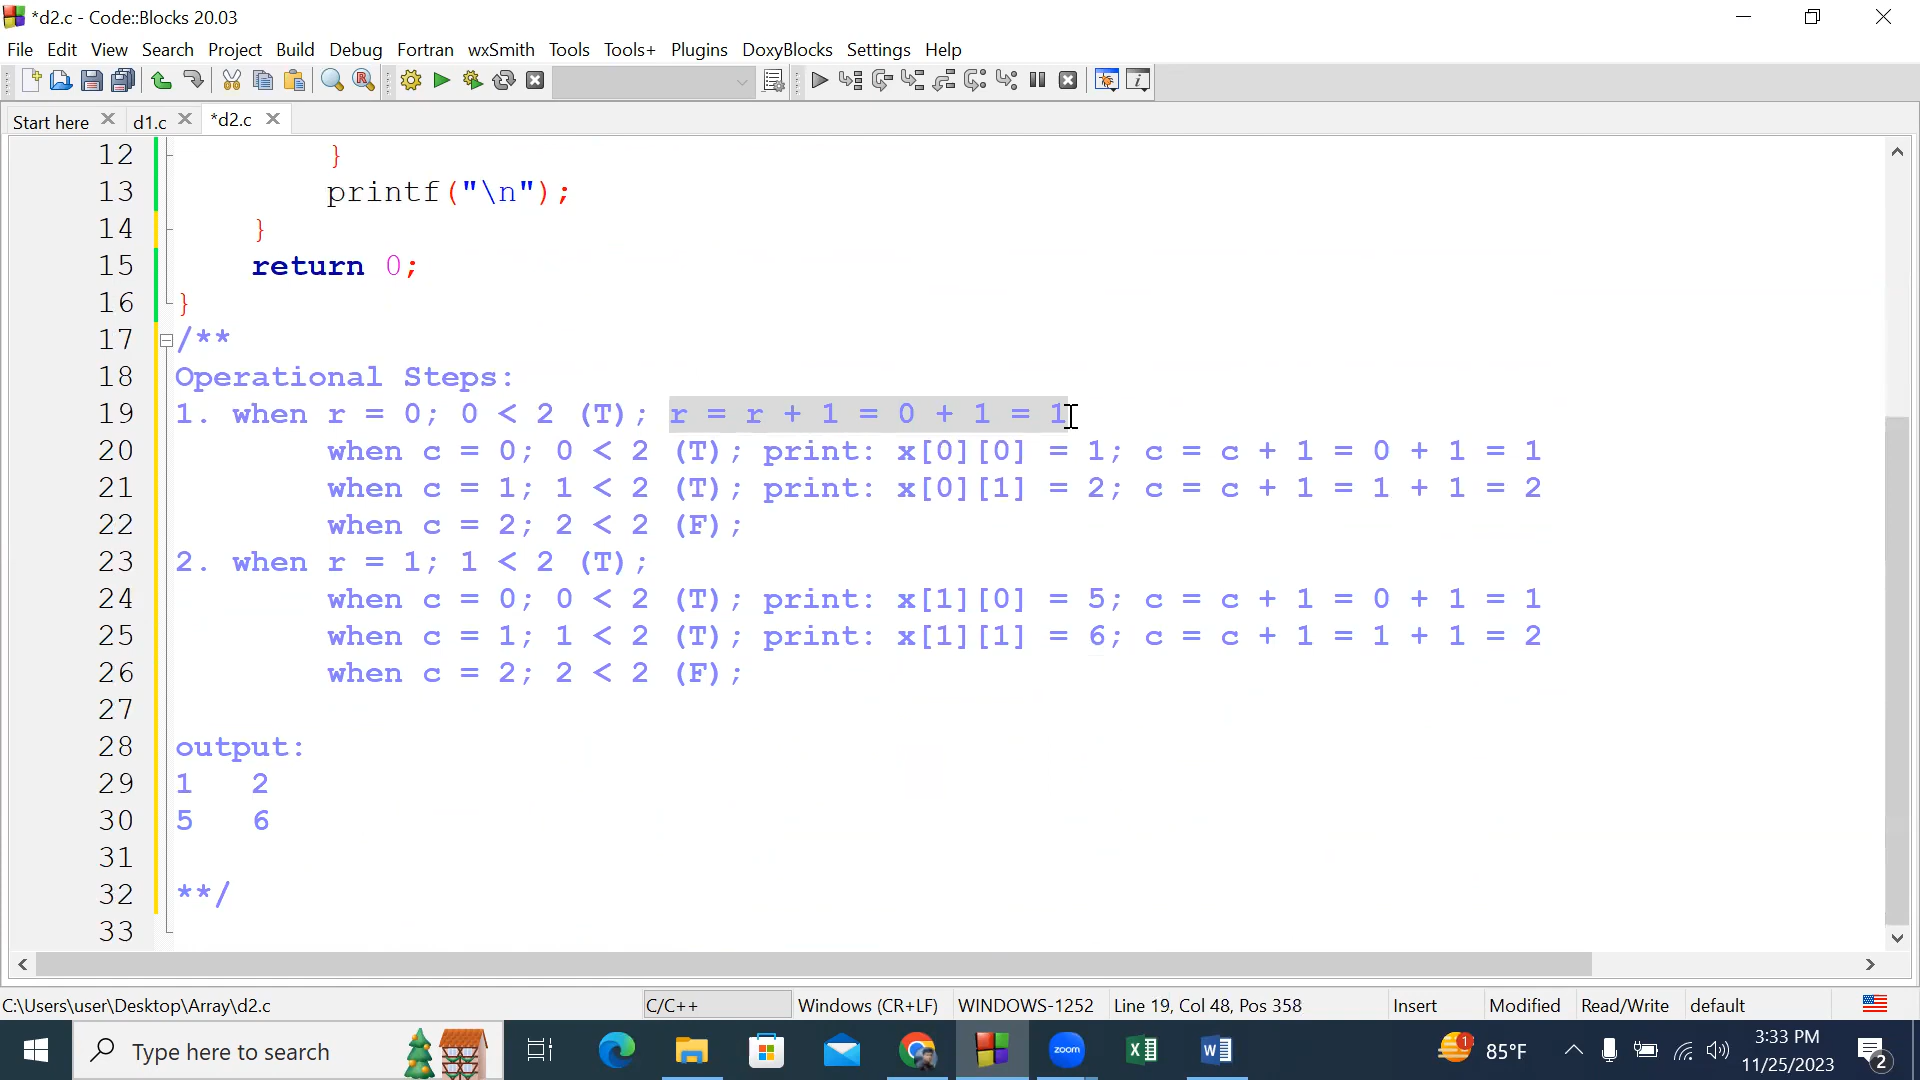 *d2.c - Code::Blocks 20.03
File Edit View Search Project Build Debug Fortran wxSmith Tools Tools+ Plugins DoxyBlocks Settings Help
Start here d1.c *d2.c
12 }
13 printf("\n");
14 }
15 return 0;
16 }
17 /**
18 Operational Steps:
19 1. when r = 0; 0 < 2 (T); r = r + 1 = 0 + 1 = 1
20 when c = 0; 0 < 2 (T); print: x[0][0] = 1; c = c + 1 = 0 + 1 = 1
21 when c = 1; 1 < 2 (T); print: x[0][1] = 2; c = c + 1 = 1 + 1 = 2
22 when c = 2; 2 < 2 (F);
23 2. when r = 1; 1 < 2 (T);
24 when c = 0; 0 < 2 (T); print: x[1][0] = 5; c = c + 1 = 0 + 1 = 1
25 when c = 1; 1 < 2 (T); print: x[1][1] = 6; c = c + 1 = 1 + 1 = 2
26 when c = 2; 2 < 2 (F);
27
28 output:
29 1 2
30 5 6
31
32 **/
33
C:\Users\user\Desktop\Array\d2.c C/C++ Windows (CR+LF) WINDOWS-1252 Line 19, Col 48, Pos 358 Insert Modified Read/Write default
Type here to search zoom 1 85°F 3:33 PM 2
11/25/2023